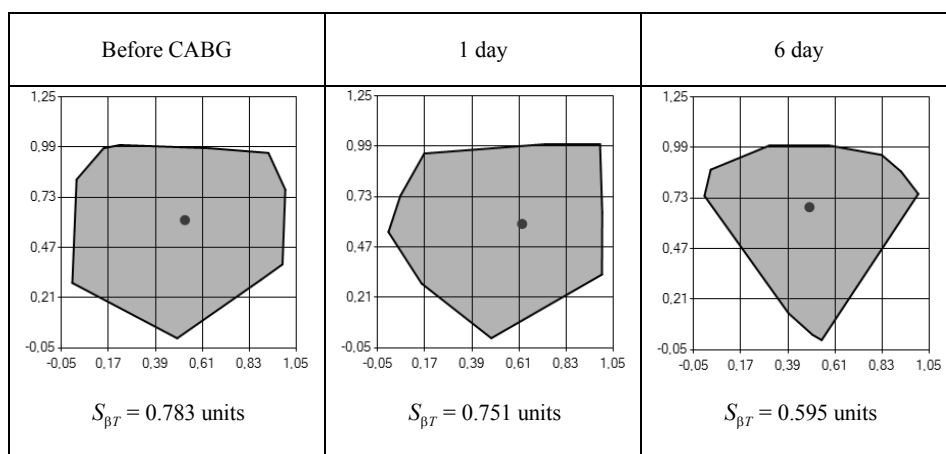 Before CABG
1 day
6 day
1,25
0,99
0,73
0,47
0,21
-0,05
-0,05 0,17 0,39 0,61 0,83 1,05
1,25
0,99
0,73
0,47
0,21
-0,05
-0,05 0,17 0,39 0,61 0,83 1,05
1,25
0,99
0,73
0,47
0,21
-0,05
-0,05 0,17 0,39 0,61 0,83 1,05
SβT = 0.783 units
SβT = 0.751 units
SβT = 0.595 units